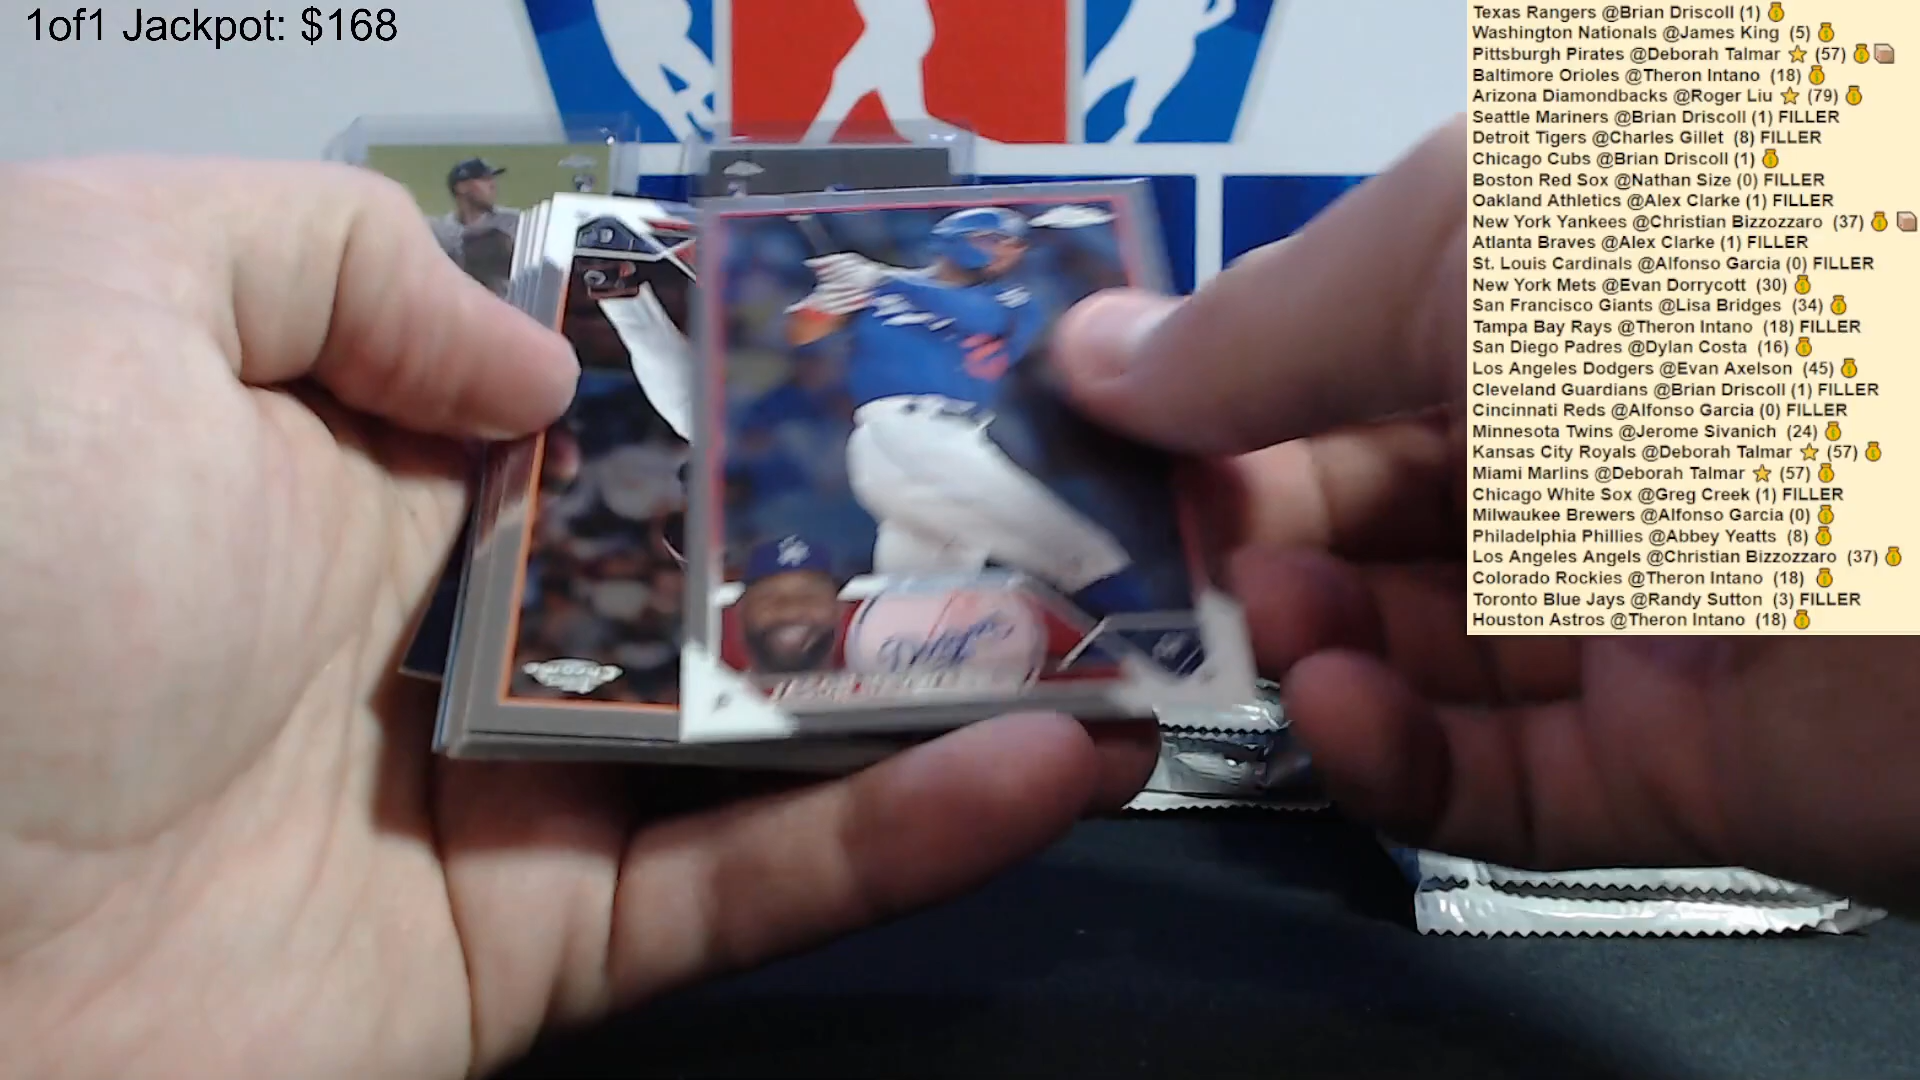 1of1 Jackpot: $168
Texas Rangers @Brian Driscoll (1)
Washington Nationals @James King (5)
Pittsburgh Pirates @Deborah Talmar (57)
Baltimore Orioles @Theron Intano (18)
Arizona Diamondbacks @Roger Liu (79)
Seattle Mariners @Brian Driscoll (1) FILLER
Detroit Tigers @Charles Gillet (8) FILLER
Chicago Cubs @Brian Driscoll (1)
Boston Red Sox @Nathan Size (0) FILLER
Oakland Athletics @Alex Clarke (1) FILLER
New York Yankees @Christian Bizzozzaro (37)
Atlanta Braves @Alex Clarke (1) FILLER
St. Louis Cardinals @Alfonso Garcia (0) FILLER
New York Mets @Evan Dorrycott (30)
San Francisco Giants @Lisa Bridges (34)
Tampa Bay Rays @Theron Intano (18) FILLER
San Diego Padres @Dylan Costa (16)
Los Angeles Dodgers @Evan Axelson (45)
Cleveland Guardians @Brian Driscoll (1) FILLER
Cincinnati Reds @Alfonso Garcia (0) FILLER
Minnesota Twins @Jerome Sivanich (24)
Kansas City Royals @Deborah Talmar (57)
Miami Marlins @Deborah Talmar (57)
Chicago White Sox @Greg Creek (1) FILLER
Milwaukee Brewers @Alfonso Garcia (0)
Philadelphia Phillies @Abbey Yeatts (8)
Los Angeles Angels @Christian Bizzozzaro (37)
Colorado Rockies @Theron Intano (18)
Toronto Blue Jays @Randy Sutton (3) FILLER
Houston Astros @Theron Intano (18)
Dodgers
JASON